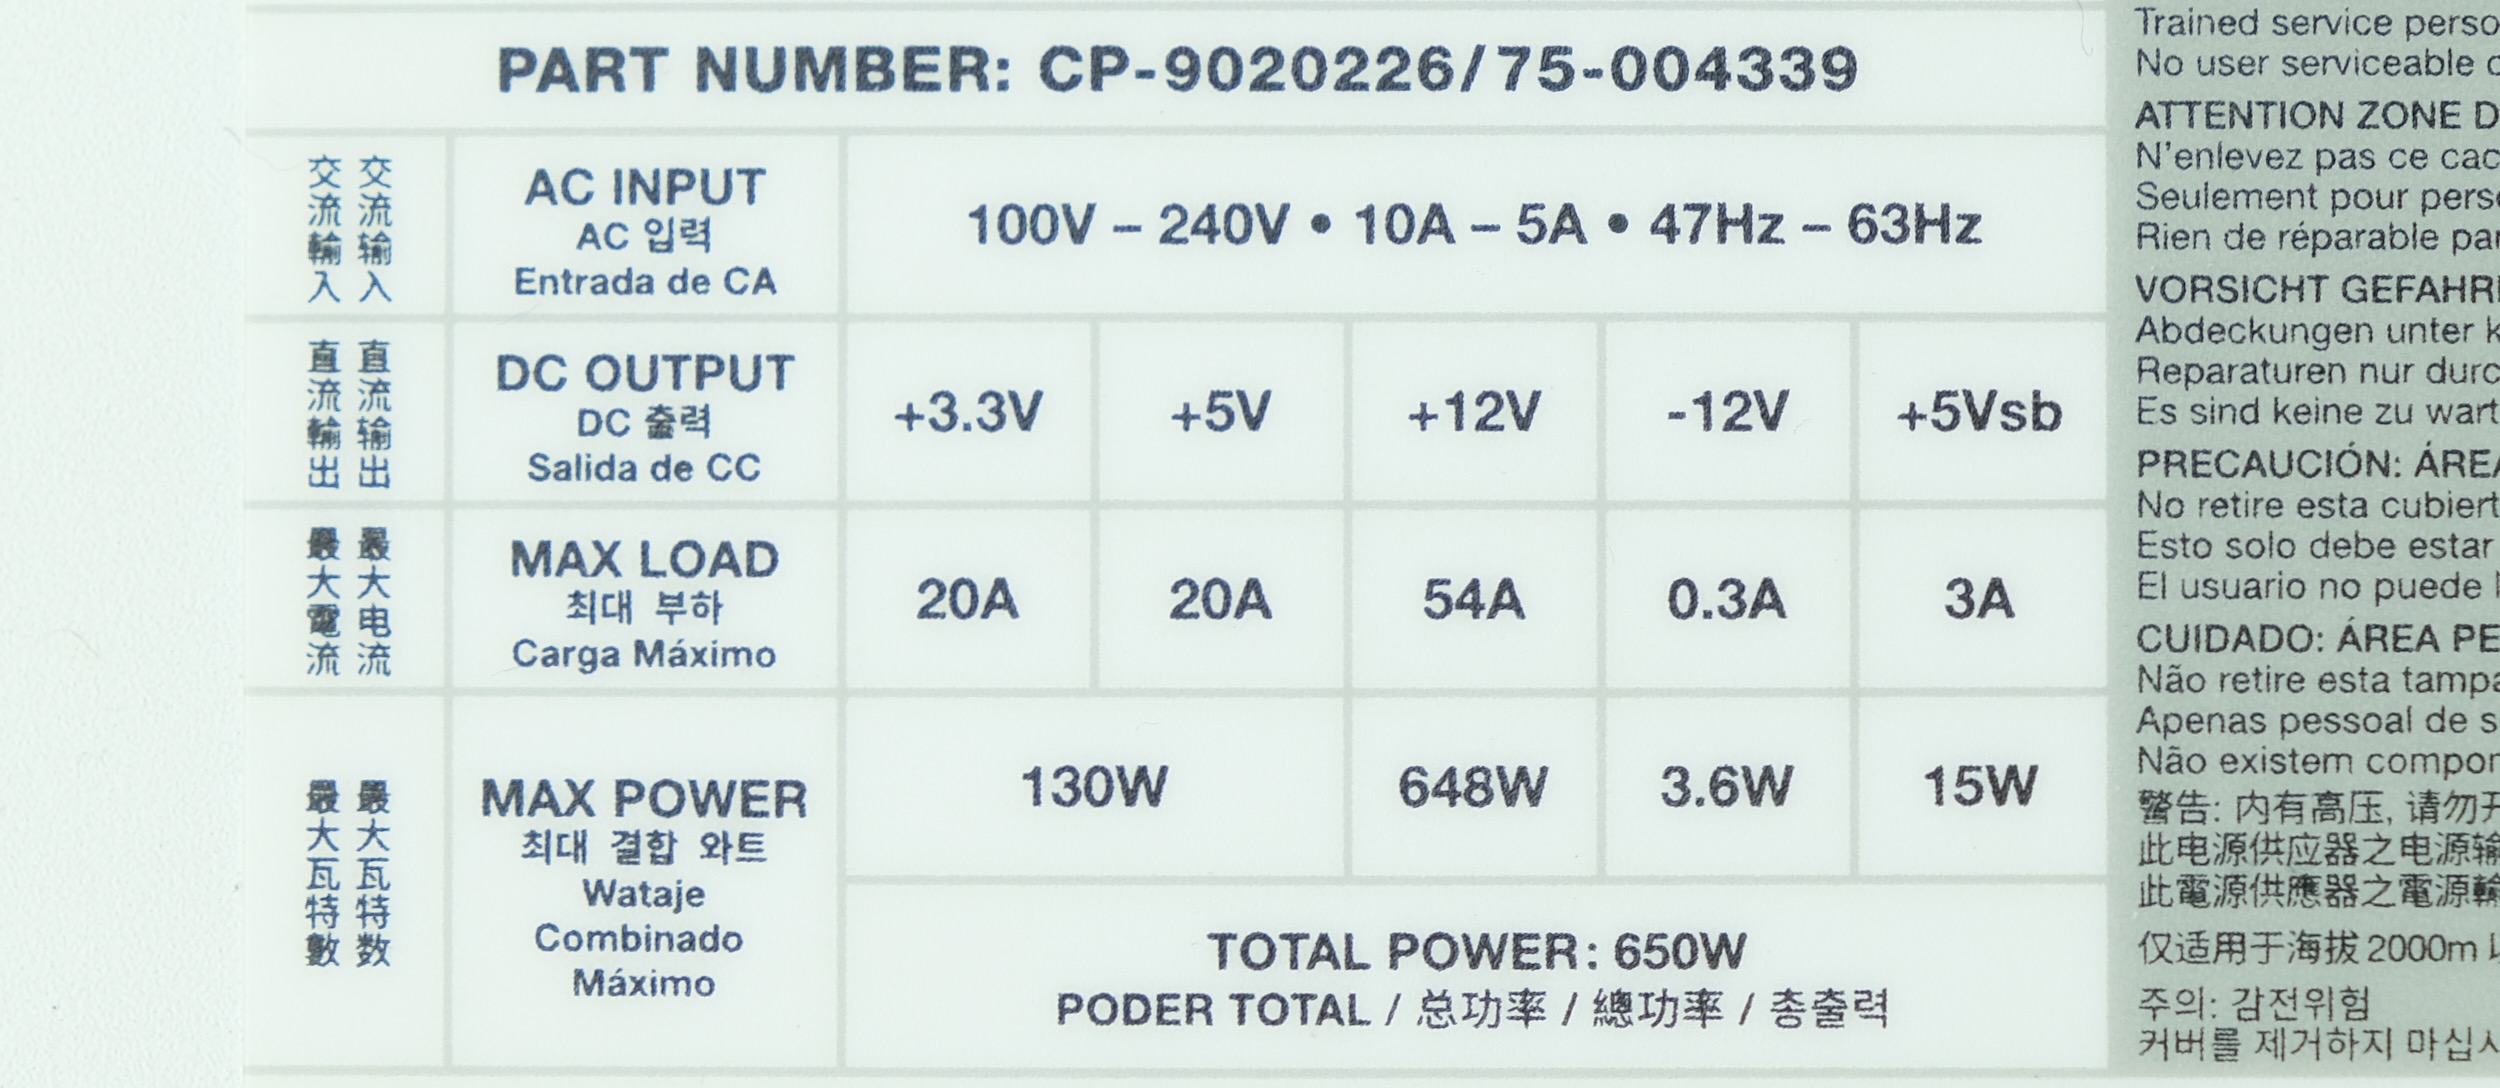 PART NUMBER: CP-9020226/75-004339
交流輸入 交流输入
AC INPUT
AC 입력
Entrada de CA
100V – 240V • 10A – 5A • 47Hz – 63Hz
直流輸出 直流输出
DC OUTPUT
DC 출력
Salida de CC
+3.3V +5V +12V -12V +5Vsb
最大電流 最大电流
MAX LOAD
최대 부하
Carga Máximo
20A 20A 54A 0.3A 3A
最大瓦特數 最大瓦特数
MAX POWER
최대 결합 와트
Wataje
Combinado
Máximo
130W 648W 3.6W 15W
TOTAL POWER: 650W
PODER TOTAL / 总功率 / 總功率 / 총출력
Trained service perso
No user serviceable
ATTENTION ZONE D
N'enlevez pas ce cac
Seulement pour perso
Rien de réparable par
VORSICHT GEFAHR
Abdeckungen unter k
Reparaturen nur durc
Es sind keine zu wart
PRECAUCIÓN: ÁREA
No retire esta cubiert
Esto solo debe estar
El usuario no puede
CUIDADO: ÁREA PE
Não retire esta tampa
Apenas pessoal de s
Não existem compon
警告: 内有高压, 请勿开
此电源供应器之电源输
此電源供應器之電源輸
仅适用于海拔 2000m 以
주의: 감전위험
커버를 제거하지 마십시